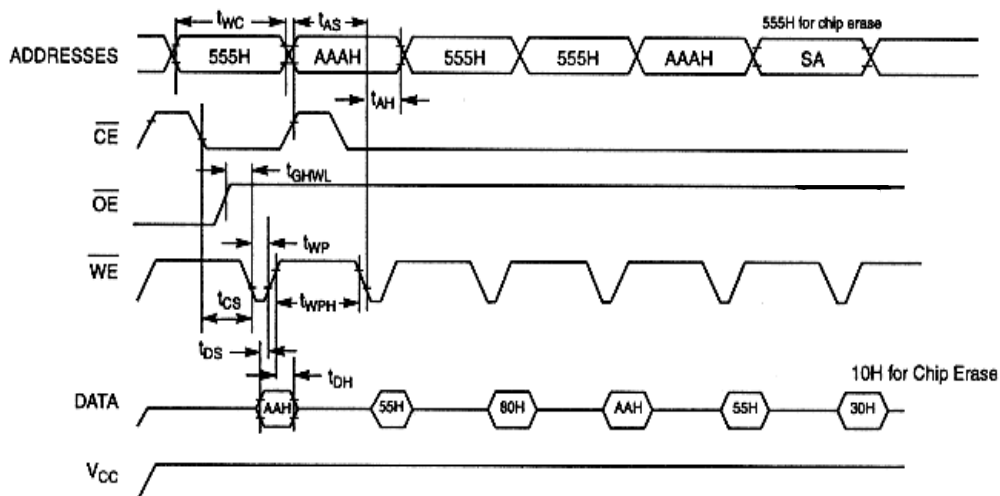 tWC
tAS
555H for chip erase
ADDRESSES 555H AAAH 555H 555H AAAH SA
tAH
CE
tGHWL
OE
tWP
WE
tCS
tWPH
tDS
tDH
10H for Chip Erase
DATA AAH 55H 80H AAH 55H 30H
VCC